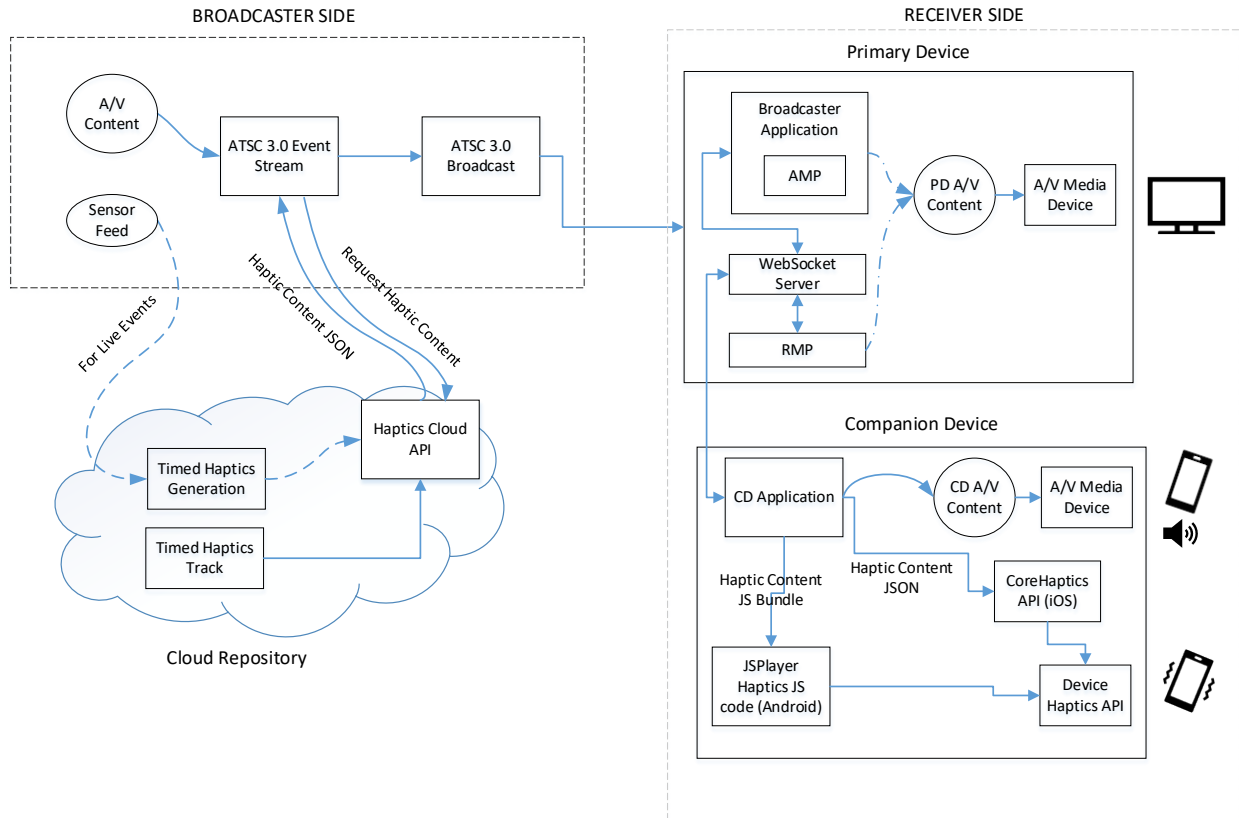 BROADCASTER SIDE
A/V
Content
ATSC 3.0 Event
Stream
ATSC 3.0
Broadcast
Sensor
Feed
For Live Events
Haptic Content JSON
Request Haptic Content
Haptics Cloud
API
Timed Haptics
Generation
Timed Haptics
Track
Cloud Repository
RECEIVER SIDE
Primary Device
Broadcaster
Application
AMP
PD A/V
Content
A/V Media
Device
WebSocket
Server
RMP
Companion Device
CD Application
CD A/V
Content
A/V Media
Device
Haptic Content
JS Bundle
Haptic Content
JSON
CoreHaptics
API (iOS)
JSPlayer
Haptics JS
code (Android)
Device
Haptics API